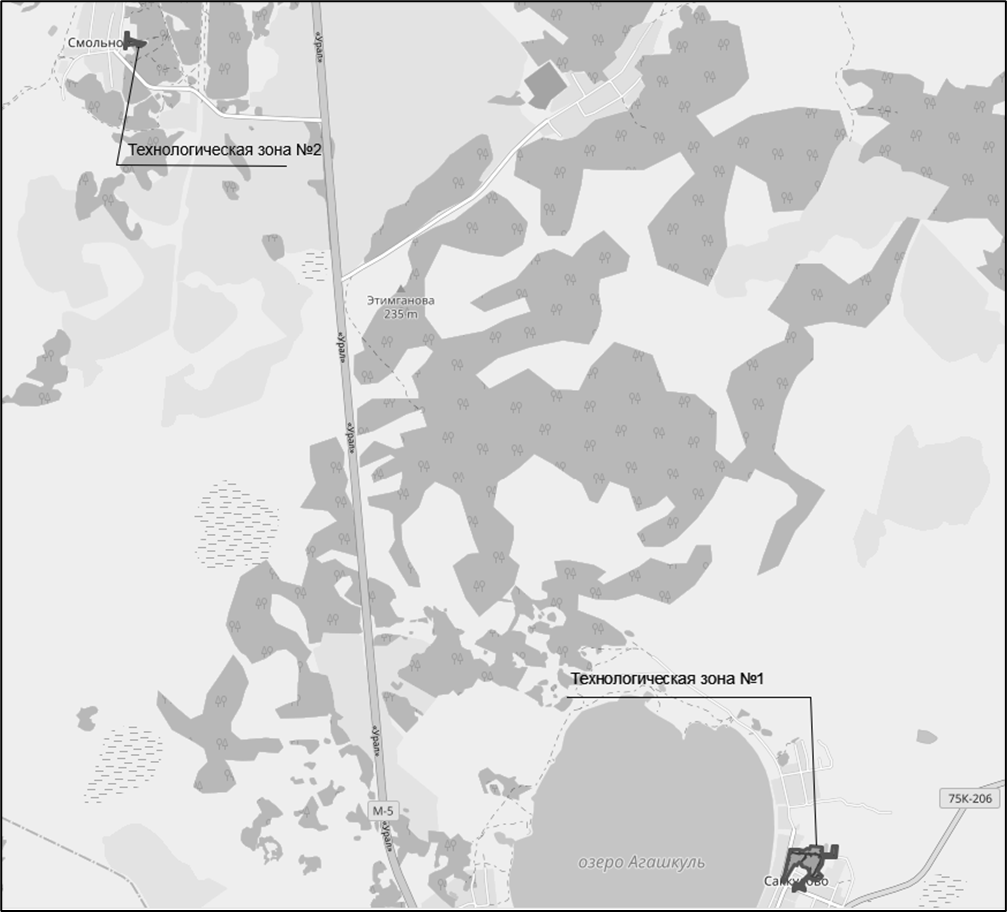 «Урал»
Смольно
Технологическая зона №2
Этимганова
235 m
«Урал»
«Урал»
Технологическая зона №1
«Урал»
75К-206
М-5
«Урал»
озеро Агашкуль